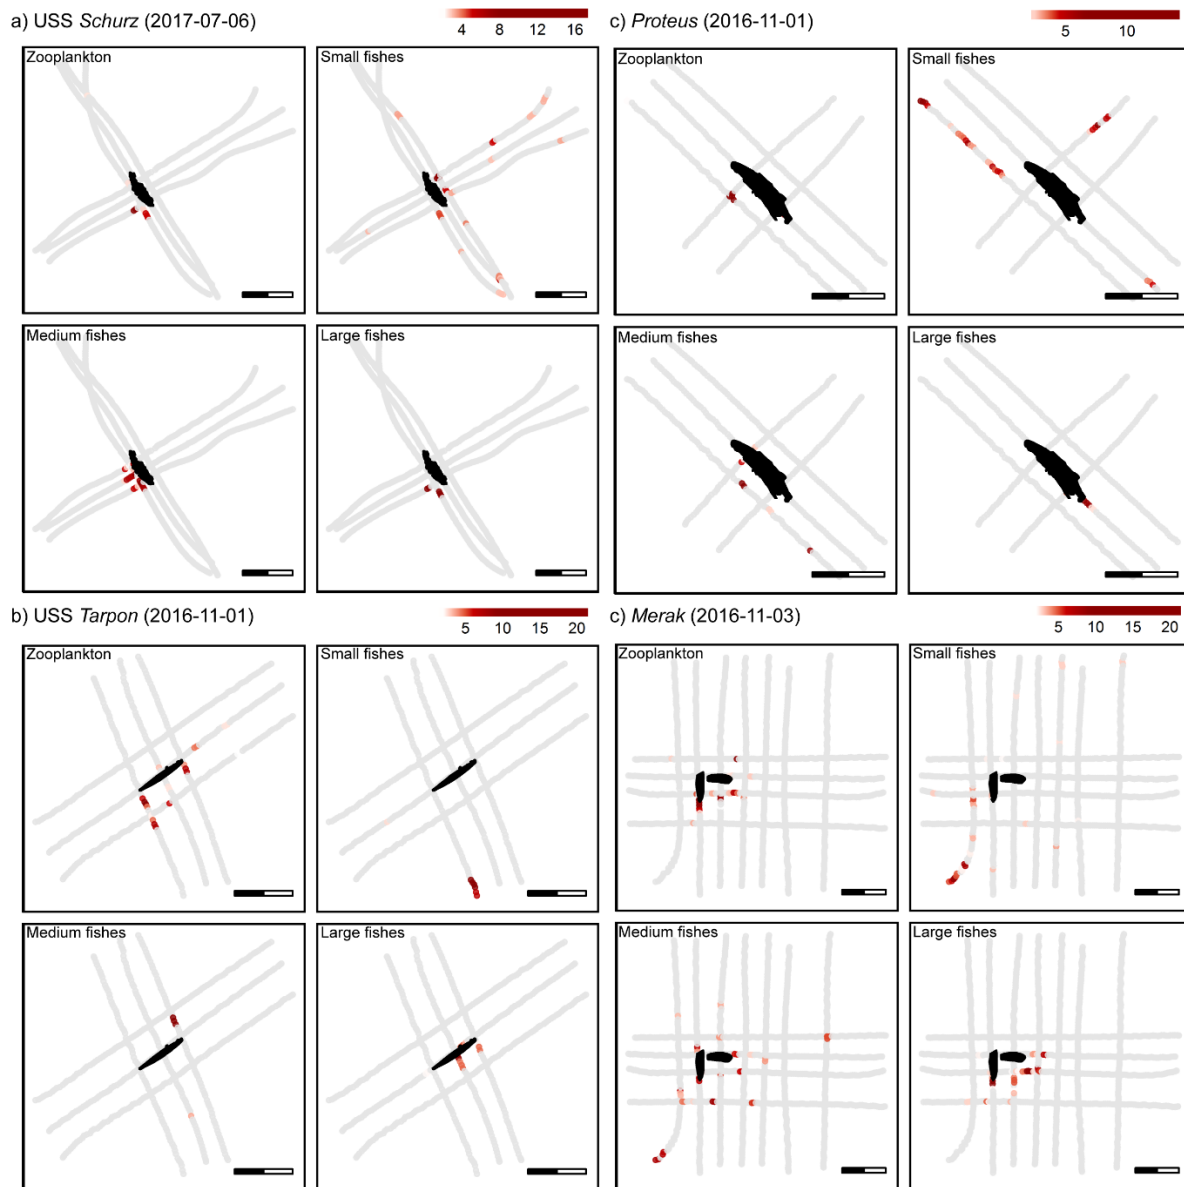 a) USS Schurz (2017-07-06)
4 8 12 16
Zooplankton
Small fishes
Medium fishes
Large fishes
b) USS Tarpon (2016-11-01)
5 10 15 20
Zooplankton
Small fishes
Medium fishes
Large fishes
c) Proteus (2016-11-01)
5 10
Zooplankton
Small fishes
Medium fishes
Large fishes
c) Merak (2016-11-03)
5 10 15 20
Zooplankton
Small fishes
Medium fishes
Large fishes